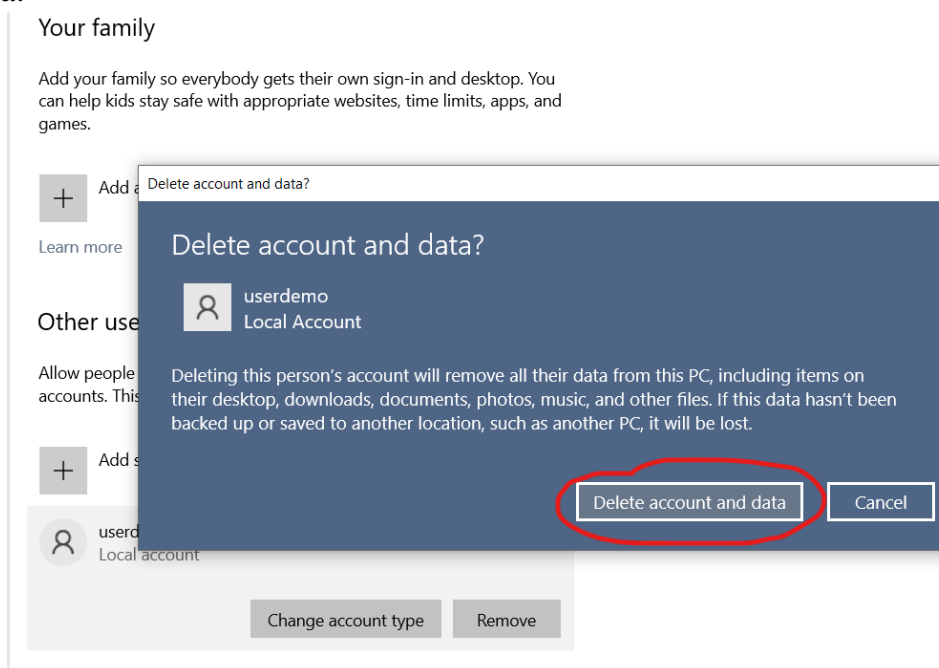 Your family
Add your family so everybody gets their own sign-in and desktop. You
can help kids stay safe with appropriate websites, time limits, apps, and
games.
Add
Delete account and data?
Learn more
Delete account and data?
userdemo
Local Account
Other
Allow people
accounts. This
Deleting this person's account will remove all their data from this PC, including items on
their desktop, downloads, documents, photos, music, and other files. If this data hasn't been
backed up or saved to another location, such as another PC, it will be lost.
Add
Delete account and data
Cancel
Local account
Change account type
Remove